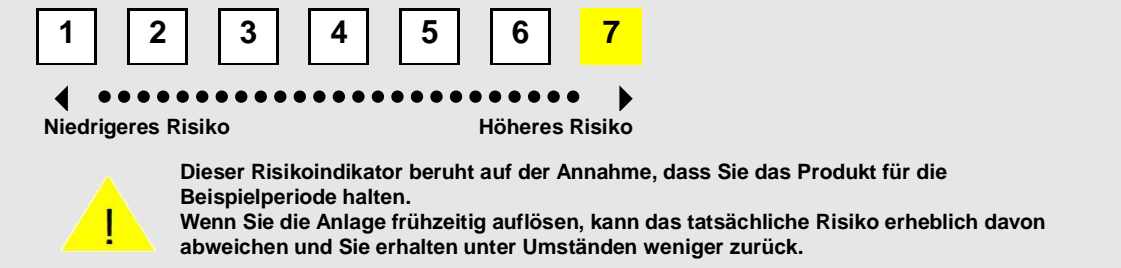 1 2 3 4 5 6 7
Niedrigeres Risiko Höheres Risiko
! Dieser Risikoindikator beruht auf der Annahme, dass Sie das Produkt für die
Beispielperiode halten.
Wenn Sie die Anlage frühzeitig auflösen, kann das tatsächliche Risiko erheblich davon
abweichen und Sie erhalten unter Umständen weniger zurück.